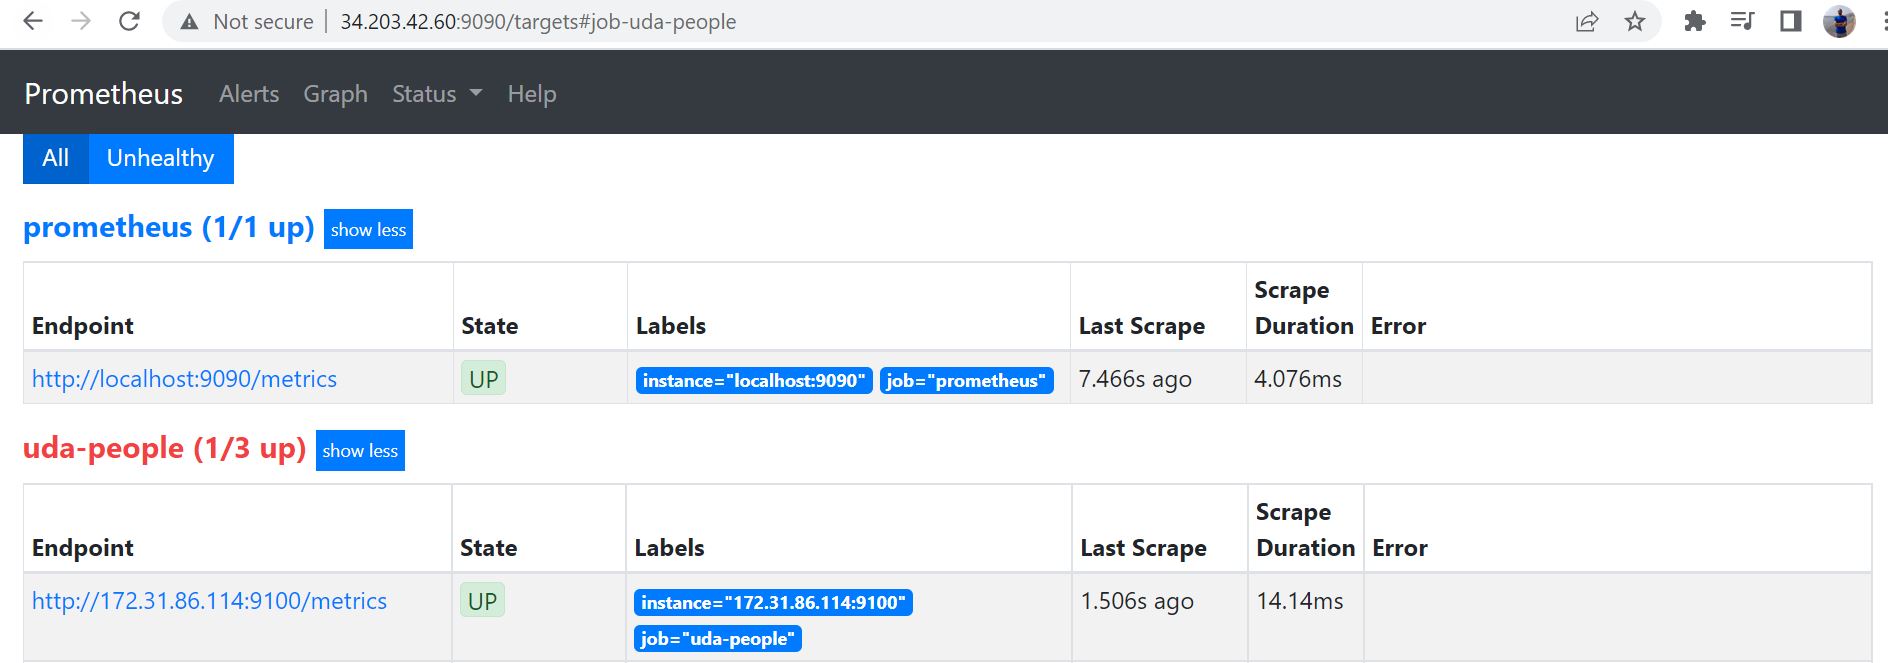 Not secure 34.203.42.60:9090/targets#job-uda-people
Prometheus Alerts Graph Status Help
All Unhealthy
prometheus (1/1 up) show less
Endpoint State Labels Last Scrape Scrape Duration Error
http://localhost:9090/metrics UP instance="localhost:9090" job="prometheus" 7.466s ago 4.076ms
uda-people (1/3 up) show less
Endpoint State Labels Last Scrape Scrape Duration Error
http://172.31.86.114:9100/metrics UP instance="172.31.86.114:9100" 1.506s ago 14.14ms
job="uda-people"